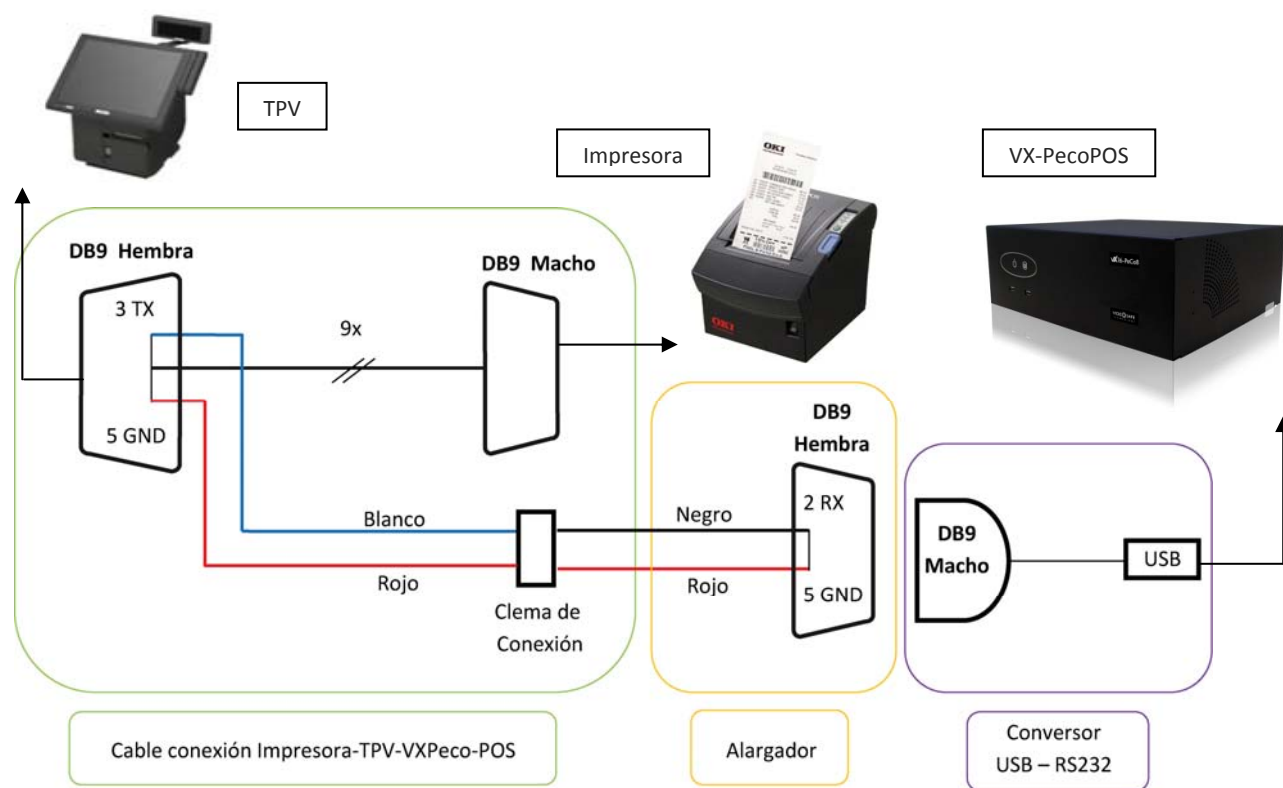 TPV
Impresora
VX-PecoPOS
OKI
OKI
DB9 Hembra
DB9 Macho
3 TX
9x
5 GND
DB9
Hembra
2 RX
5 GND
Blanco
Negro
Rojo
Rojo
Clema de
Conexión
DB9
Macho
USB
Cable conexión Impresora-TPV-VXPeco-POS
Alargador
Conversor
USB – RS232